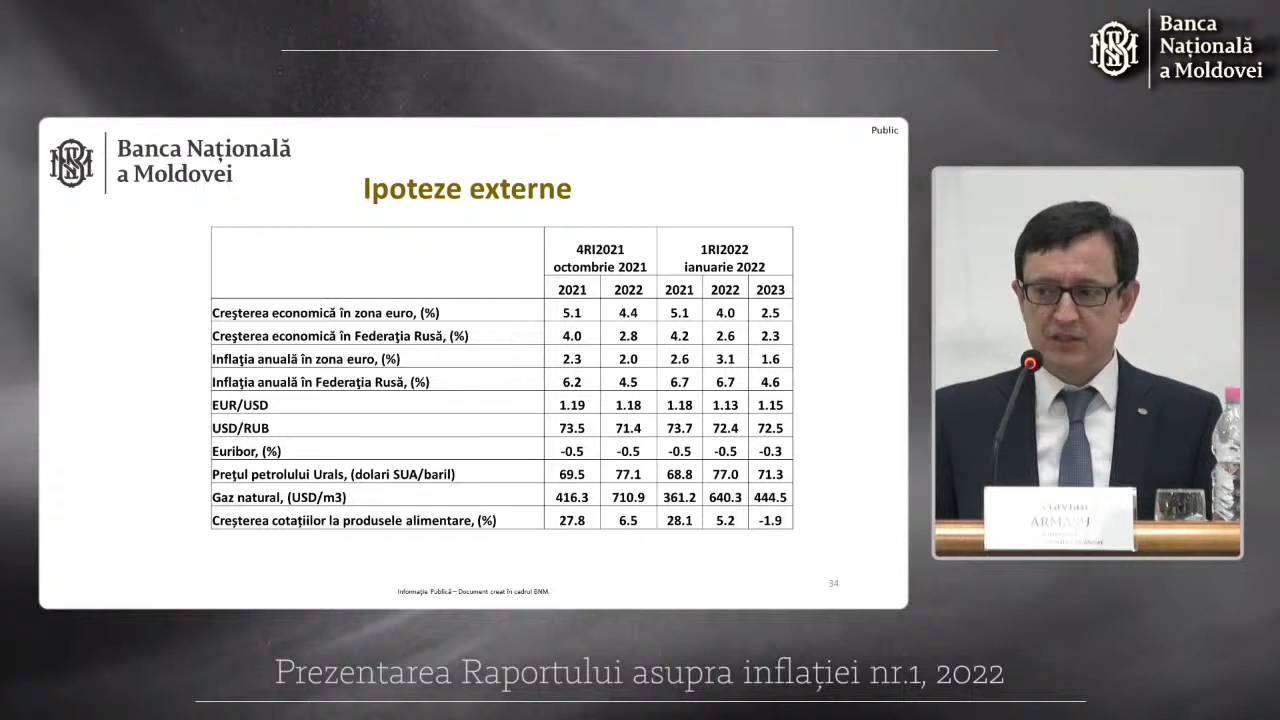 Banca
Națională
a Moldovei
Public
Banca Națională
a Moldovei
Ipoteze externe
4RI2021 1RI2022
octombrie 2021 ianuarie 2022
2021 2022 2021 2022 2023
Creşterea economică în zona euro, (%) 5.1 4.4 5.1 4.0 2.5
Creşterea economică în Federaţia Rusă, (%) 4.0 2.8 4.2 2.6 2.3
Inflaţia anuală în zona euro, (%) 2.3 2.0 2.6 3.1 1.6
Inflaţia anuală în Federaţia Rusă, (%) 6.2 4.5 6.7 6.7 4.6
EUR/USD 1.19 1.18 1.18 1.13 1.15
USD/RUB 73.5 71.4 73.7 72.4 72.5
Euribor, (%) -0.5 -0.5 -0.5 -0.5 -0.3
Preţul petrolului Urals, (dolari SUA/baril) 69.5 77.1 68.8 77.0 71.3
Gaz natural, (USD/m3) 416.3 710.9 361.2 640.3 444.5
Creşterea cotațiilor la produsele alimentare, (%) 27.8 6.5 28.1 5.2 -1.9
34
Informație Publică – Document creat în cadrul BNM.
ARMAȘU
Prezentarea Raportului asupra inflației nr.1, 2022